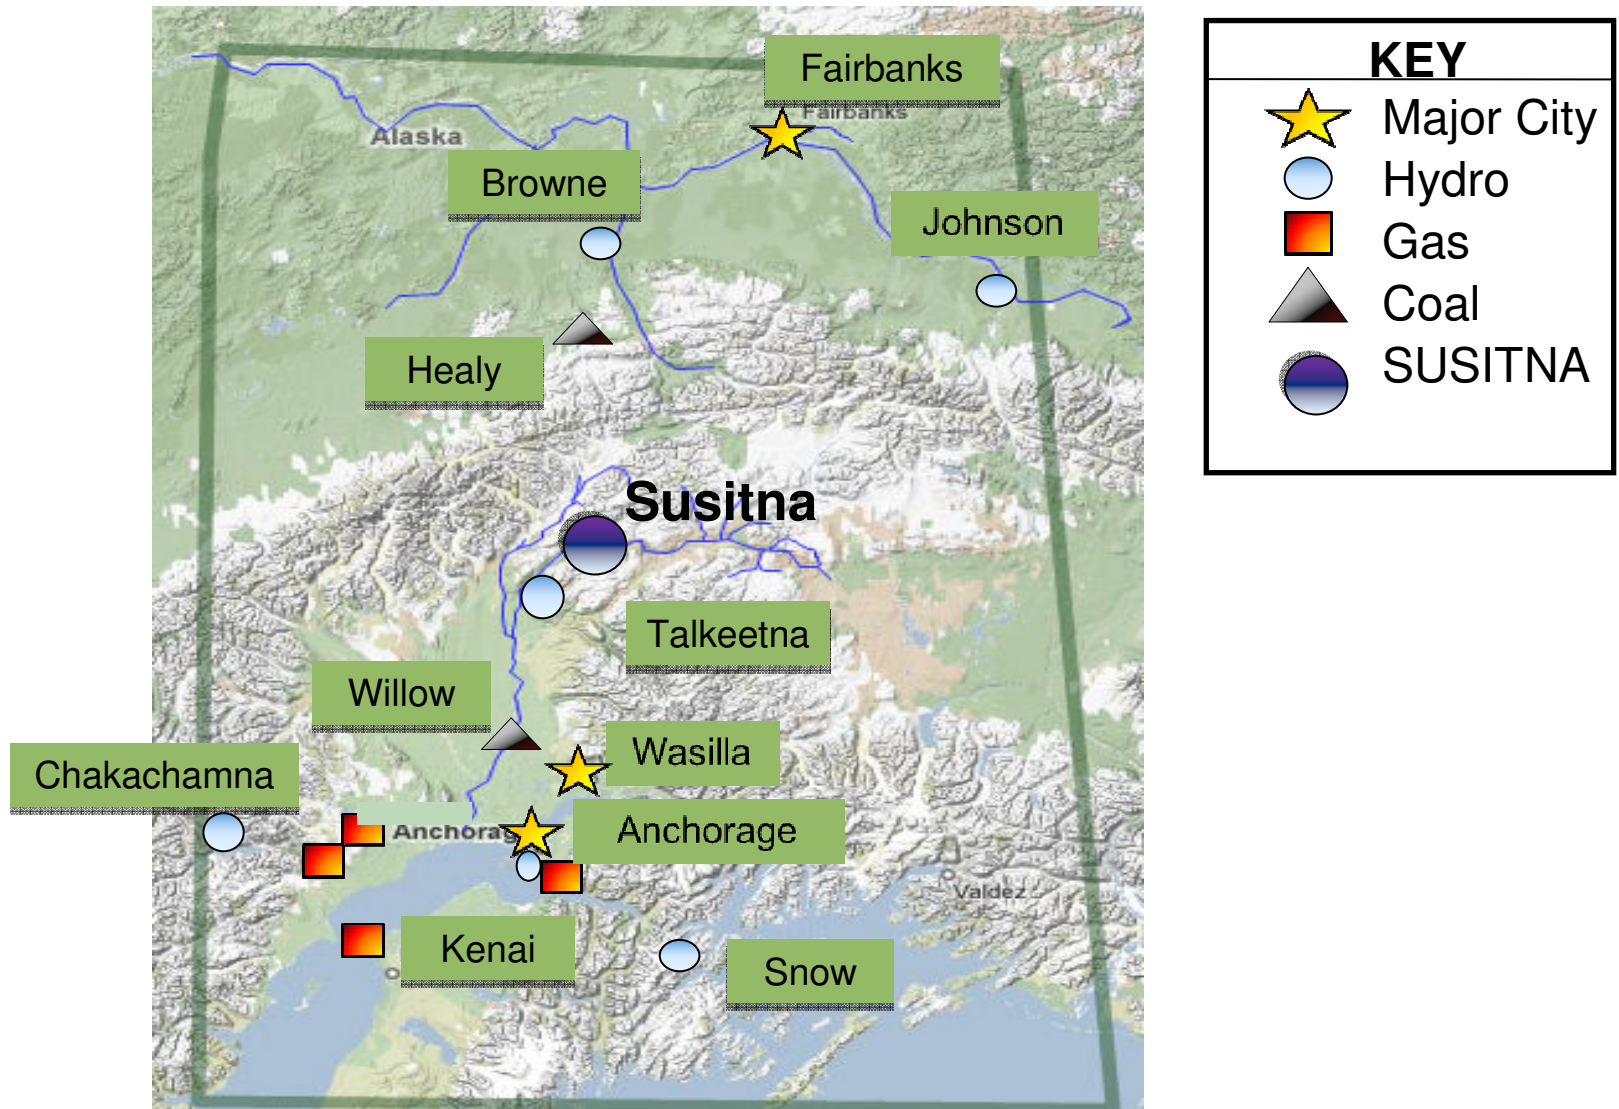 Fairbanks
Fairbanks
Alaska
Browne
Johnson
Healy
Susitna
Talkeetna
Willow
Wasilla
Chakachamna
Anchorag
Anchorage
Valdez
Kenai
Snow
KEY
Major City
Hydro
Gas
Coal
SUSITNA